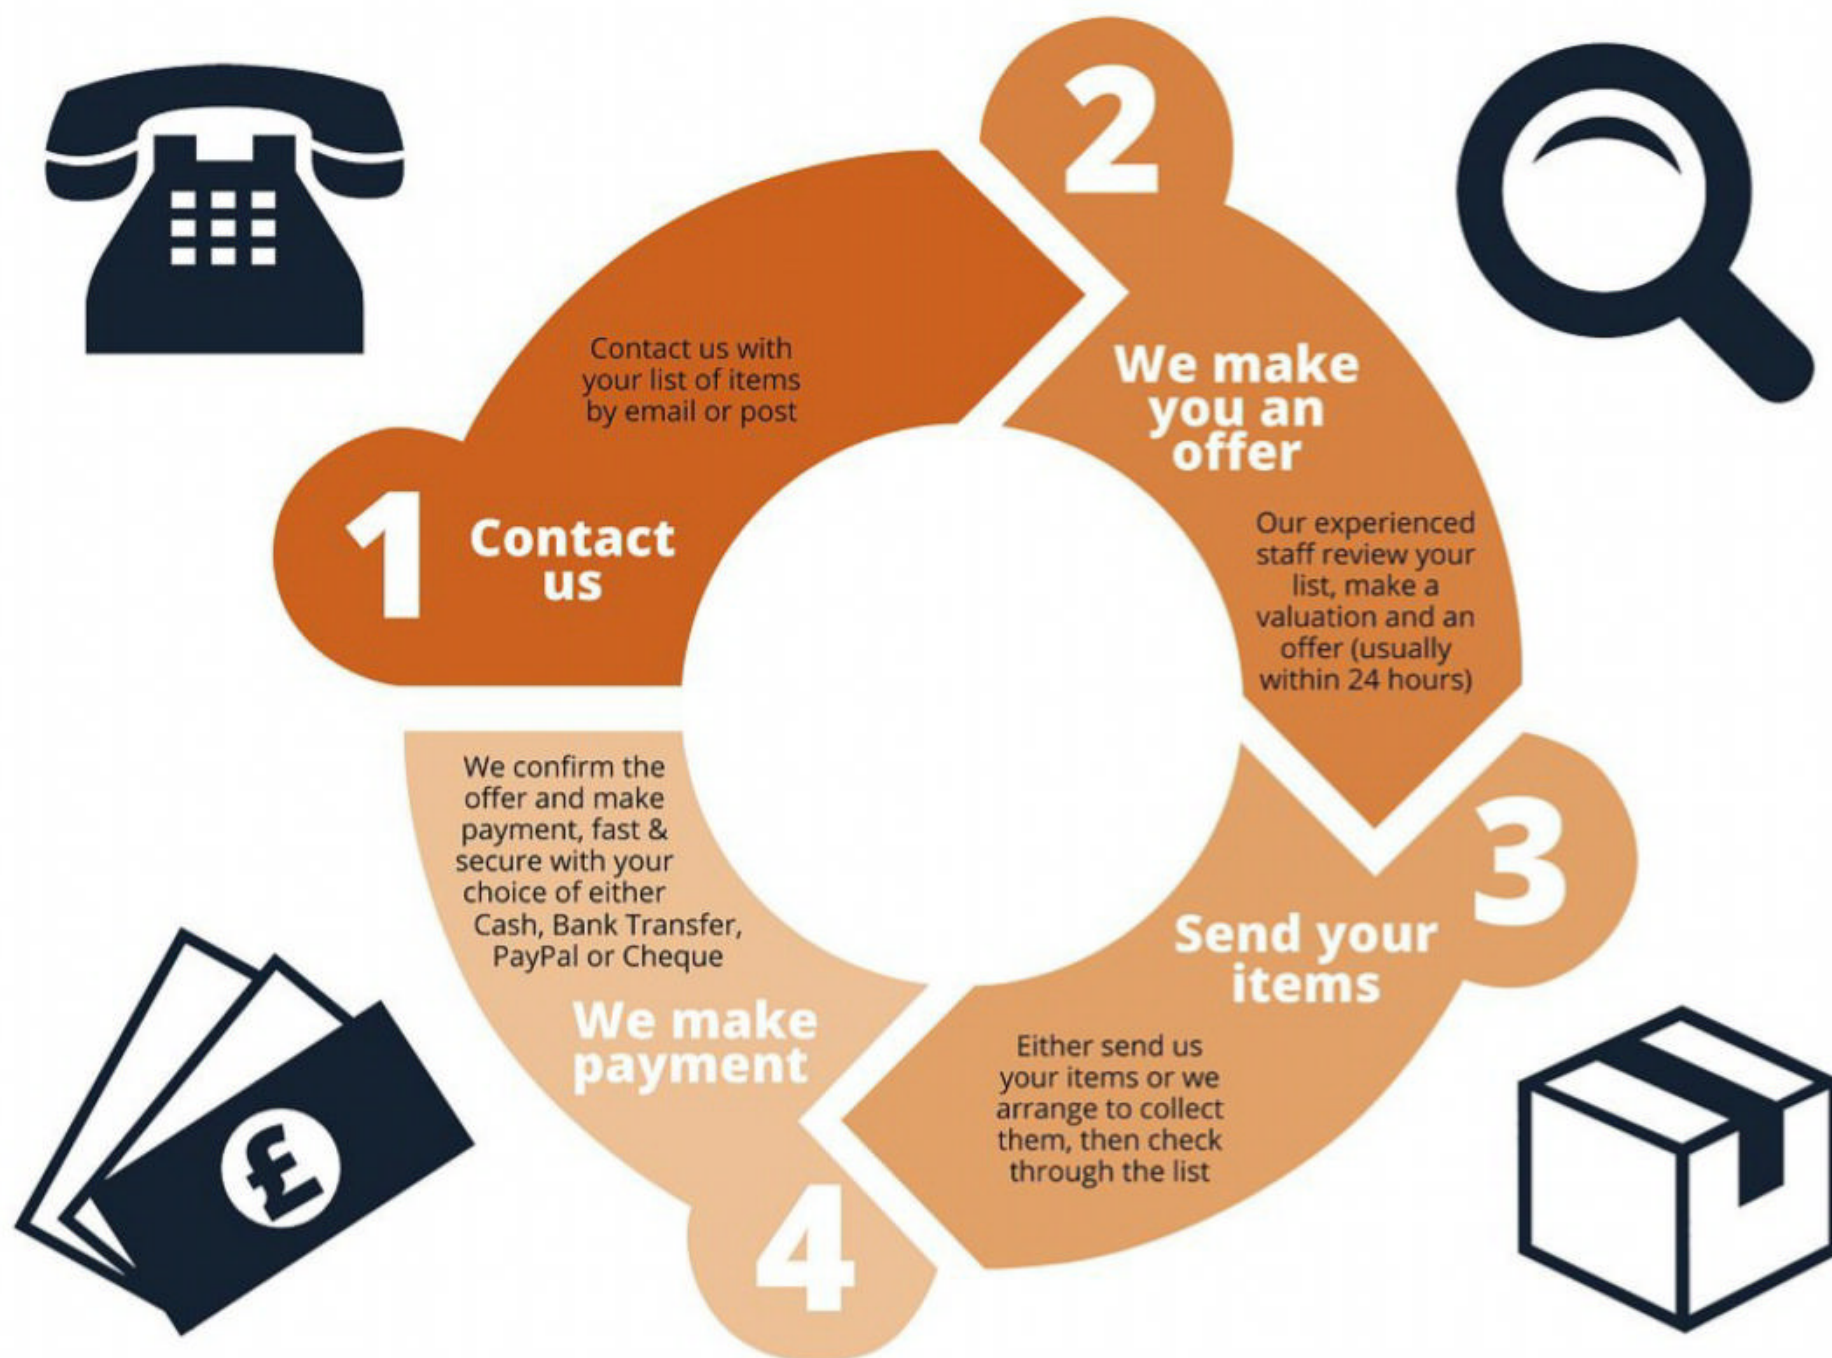 1
Contact
us
Contact us with
your list of items
by email or post
2
We make
you an
offer
Our experienced
staff review your
list, make a
valuation and an
offer (usually
within 24 hours)
3
Send your
items
Either send us
your items or we
arrange to collect
them, then check
through the list
4
We make
payment
We confirm the
offer and make
payment, fast &
secure with your
choice of either
Cash, Bank Transfer,
PayPal or Cheque
£